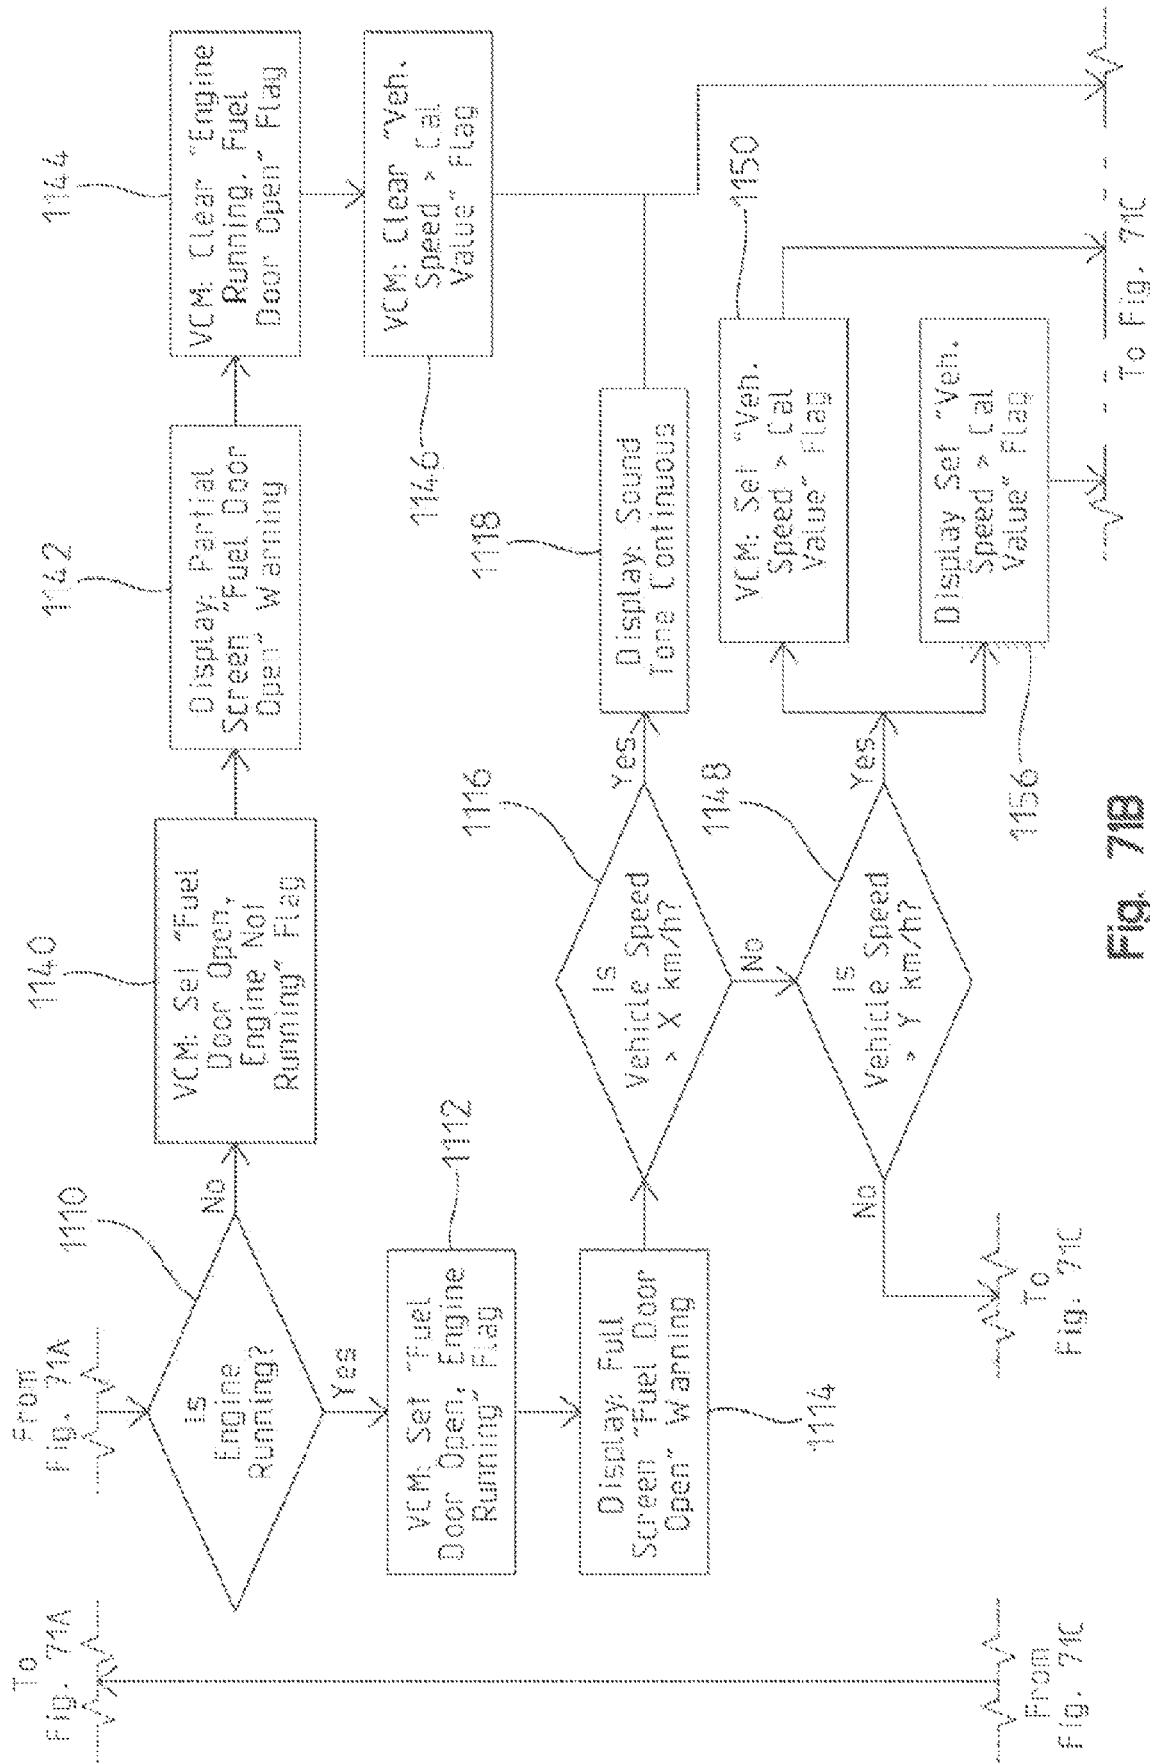 To
Fig. 71A
From
Fig. 71A
Is
Engine
Running?
1110
No
Yes
VCM: Set "Fuel
Door Open,
Engine Not
Running" Flag
1140
Display: Partial
Screen "Fuel Door
Open" Warning
1142
VCM: Clear "Engine
Running, Fuel
Door Open" Flag
1144
VCM: Clear "Veh.
Speed > Cal
Value" Flag
1146
VCM: Set "Fuel
Door Open, Engine
Running" Flag
1112
Display: Full
Screen "Fuel Door
Open" Warning
1114
Is
Vehicle Speed
> X km/h?
1116
Yes
No
Display: Sound
Tone Continuous
1118
Is
Vehicle Speed
> Y km/h?
1148
Yes
No
VCM: Set "Veh.
Speed > Cal
Value" Flag
1150
Display Set "Veh.
Speed > Cal
Value" Flag
1156
From
Fig. 71C
To
Fig. 71C
To Fig. 71C
Fig. 71B